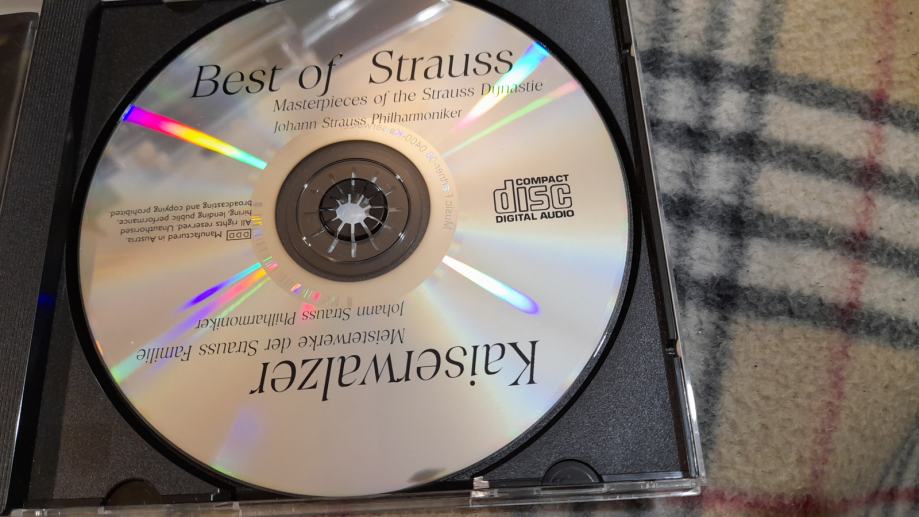 Best of Strauss
Masterpieces of the Strauss Dynastie
Johann Strauss Philharmoniker
COMPACT
disc
DIGITAL AUDIO
DDD Manufactured in Austria.
All rights reserved. Unauthorised
hiring, lending public performance,
broadcasting and copying prohibited.
Kaiserwalzer
Meisterwerke der Strauss Familie
Johann Strauss Philharmoniker